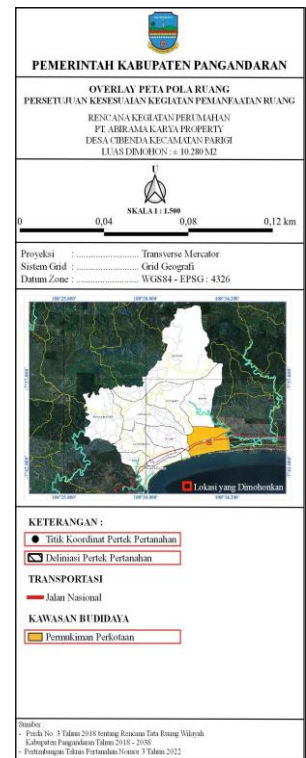 PEMERINTAH KABUPATEN PANGANDARAN
OVERLAY PETA POLA RUANG
PERSETUJUAN KESESUAIAN KEGIATAN PEMANFAATAN RUANG
RENCANA KEGIATAN PERUMAHAN
PT. ABIRAMA KARYA PROPERTY
DESA CIBENDA KECAMATAN PARIGI
LUAS DIMOHON : ± 10.280 M2
U
SKALA 1 : 1.500
0 0,04 0,08 0,12 km
Proyeksi : ........................ Transverse Mercator
Sistem Grid : ........................ Grid Geografi
Datum Zone : ........................ WGS84 - EPSG : 4326
Lokasi yang Dimohonkan
KETERANGAN :
Titik Koordinat Pertek Pertanahan
Deliniasi Pertek Pertanahan
TRANSPORTASI
Jalan Nasional
KAWASAN BUDIDAYA
Permukiman Perkotaan
Sumber :
- Perda No. 3 Tahun 2018 tentang Rencana Tata Ruang Wilayah
Kabupaten Pangandaran Tahun 2018 - 2038
- Pertimbangan Teknis Pertanahan Nomor 3 Tahun 2022